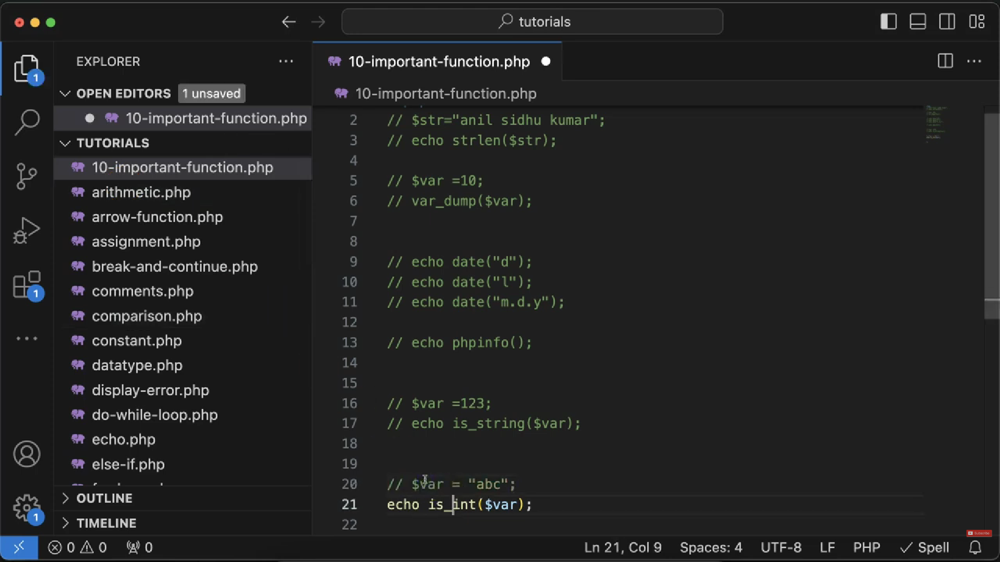 tutorials
EXPLORER
10-important-function.php
OPEN EDITORS 1 unsaved
10-important-function.php
10-important-function.php
TUTORIALS
10-important-function.php
arithmetic.php
arrow-function.php
assignment.php
break-and-continue.php
comments.php
comparison.php
constant.php
datatype.php
display-error.php
do-while-loop.php
echo.php
else-if.php
OUTLINE
TIMELINE
1
1
1
2 // $str="anil sidhu kumar";
3 // echo strlen($str);
4
5 // $var =10;
6 // var_dump($var);
7
8
9 // echo date("d");
10 // echo date("l");
11 // echo date("m.d.y");
12
13 // echo phpinfo();
14
15
16 // $var =123;
17 // echo is_string($var);
18
19
20 // $var = "abc";
21 echo is_int($var);
22
Subscribe
0 0 0 Ln 21, Col 9 Spaces: 4 UTF-8 LF PHP Spell